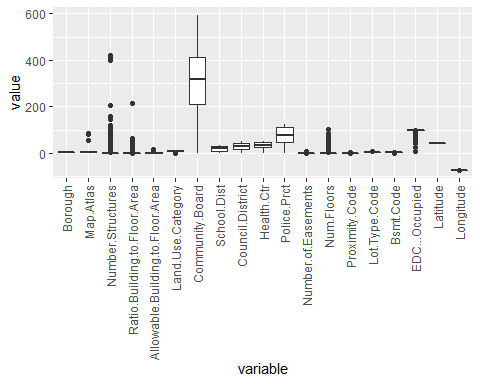 600
400
200
0
value
Borough
Map.Atlas
Number.Structures
Ratio.Building.to.Floor.Area
Allowable.Building.to.Floor.Area
Land.Use.Category
Community.Board
School.Dist
Council.District
Health.Ctr
Police.Prct
Number.of.Easements
Num.Floors
Proximity.Code
Lot.Type.Code
Bsmt.Code
EDC...Occupied
Latitude
Longitude
variable